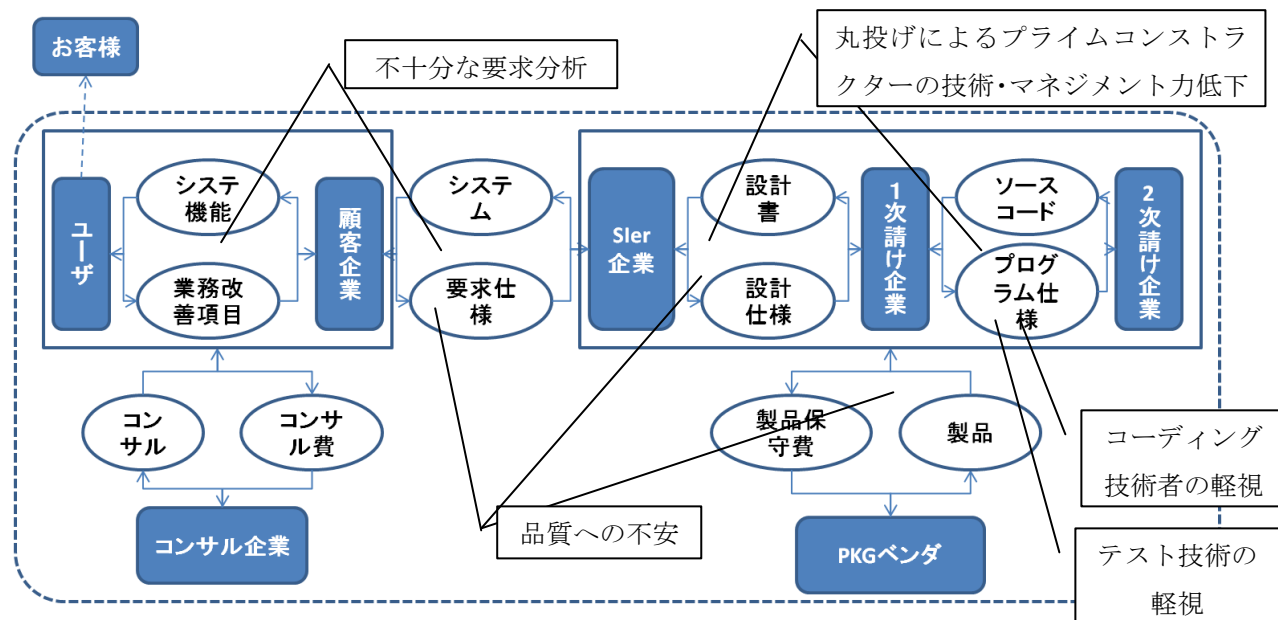 お客様
不十分な要求分析
丸投げによるプライムコンストラ
クターの技術・マネジメント力低下
ユーザ
システ
機能
業務改
善項目
顧客企業
システ
ム
要求仕
様
SIer
企業
設計
書
設計
仕様
1次請け企業
ソース
コード
プログ
ラム仕
様
2次請け企業
コン
サル
コンサ
ル費
製品保
守費
製品
コーディング
技術者の軽視
品質への不安
コンサル企業
PKGベンダ
テスト技術の
軽視